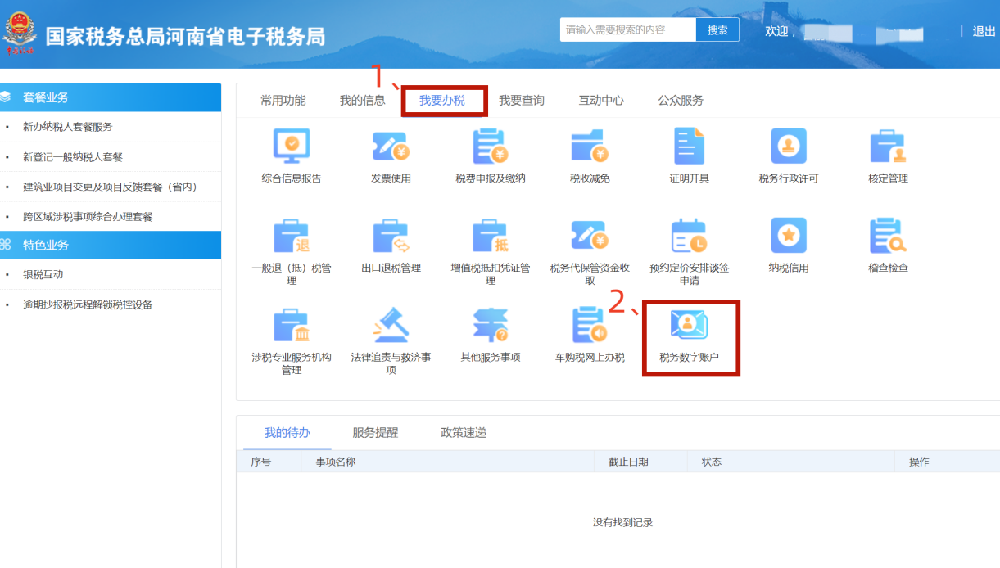 国家税务总局河南省电子税务局
请输入需要搜索的内容
搜索
欢迎，
| 退出
套餐业务
新办纳税人套餐服务
新登记一般纳税人套餐
建筑业项目变更及项目反馈套餐（省内）
跨区域涉税事项综合办理套餐
特色业务
银税互动
逾期抄报税远程解锁税控设备
1、
常用功能 我的信息 我要办税 我要查询 互动中心 公众服务
综合信息报告 发票使用 税费申报及缴纳 税收减免 证明开具 税务行政许可 核定管理
退 抵
一般退（抵）税管理 出口退税管理 增值税抵扣凭证管理 税务代保管资金收取 预约定价安排谈签申请 纳税信用 稽查检查
2、
涉税专业服务机构管理 法律追责与救济事项 其他服务事项 车购税网上办税 税务数字账户
我的待办 服务提醒 政策速递
序号 事项名称 截止日期 状态 操作
没有找到记录